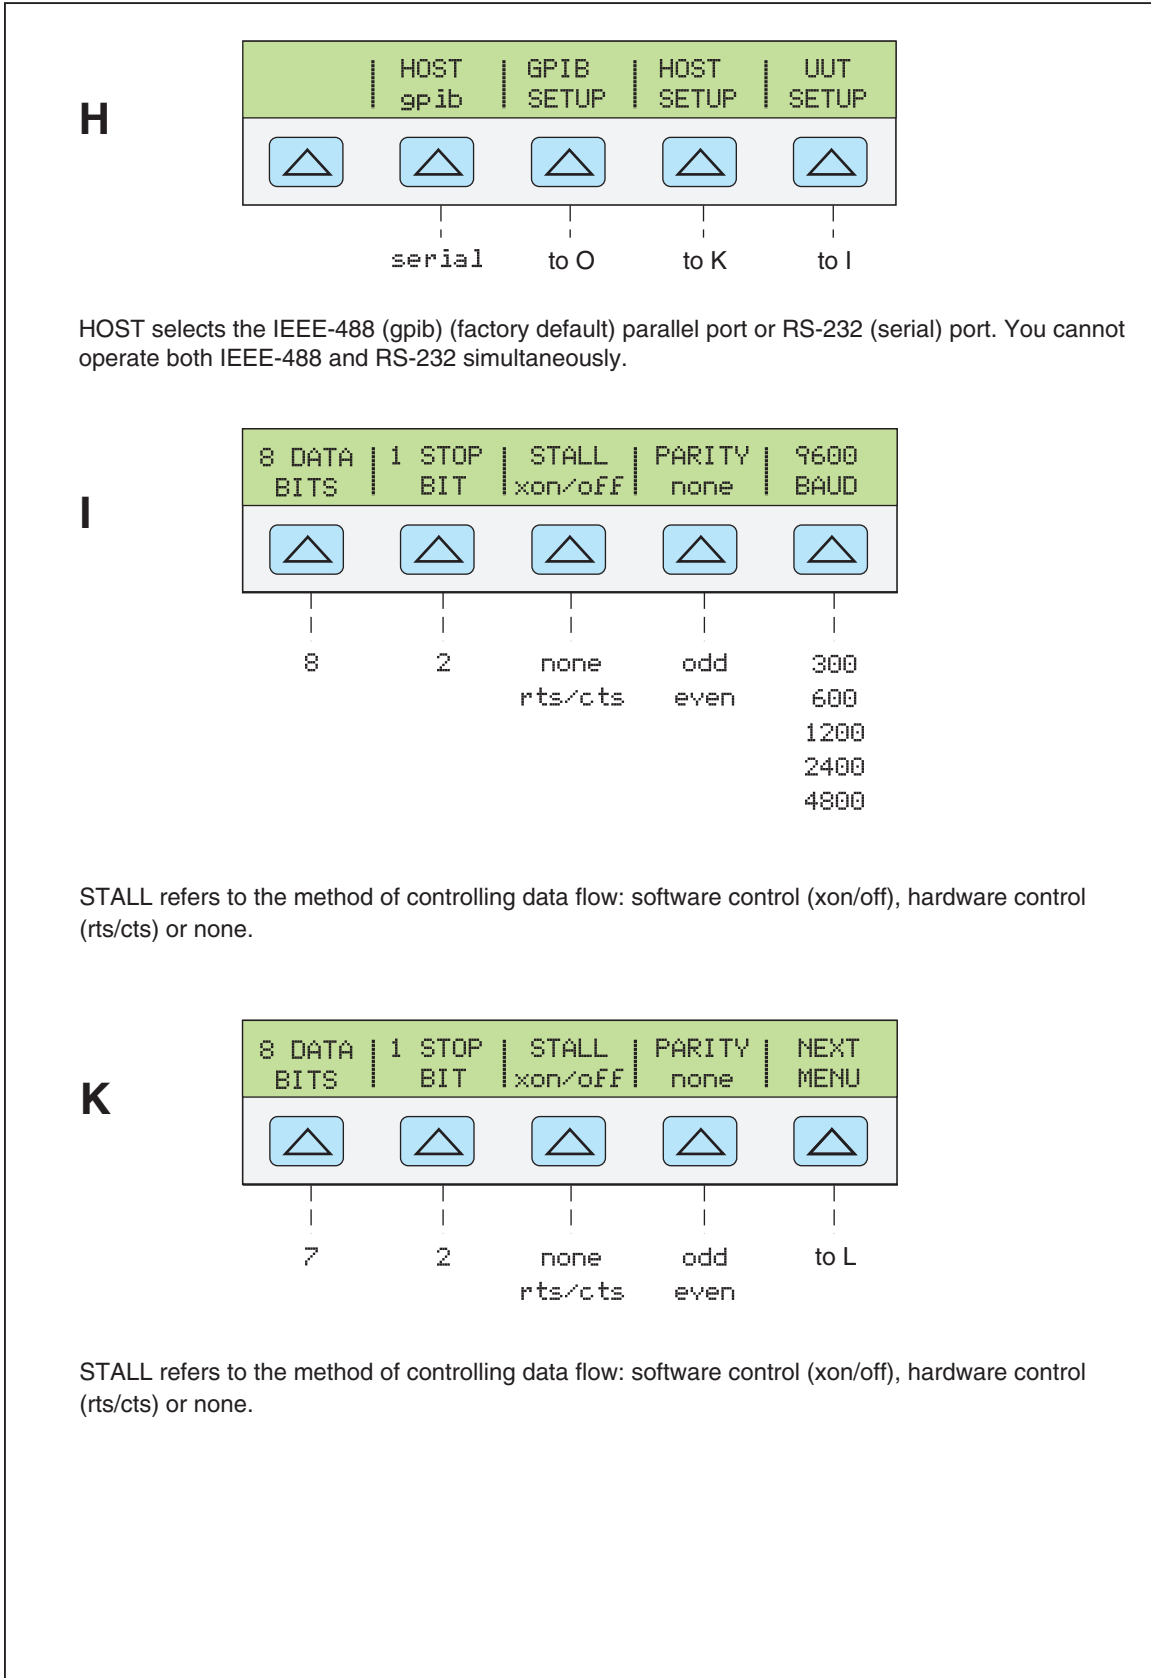 H
HOST GPIB HOST UUT
gpib SETUP SETUP SETUP
serial to O to K to I
HOST selects the IEEE-488 (gpib) (factory default) parallel port or RS-232 (serial) port. You cannot
operate both IEEE-488 and RS-232 simultaneously.
I
8 DATA 1 STOP STALL PARITY 9600
BITS BIT xon/off none BAUD
8 2 none odd 300
rts/cts even 600
1200
2400
4800
STALL refers to the method of controlling data flow: software control (xon/off), hardware control
(rts/cts) or none.
K
8 DATA 1 STOP STALL PARITY NEXT
BITS BIT xon/off none MENU
7 2 none odd to L
rts/cts even
STALL refers to the method of controlling data flow: software control (xon/off), hardware control
(rts/cts) or none.